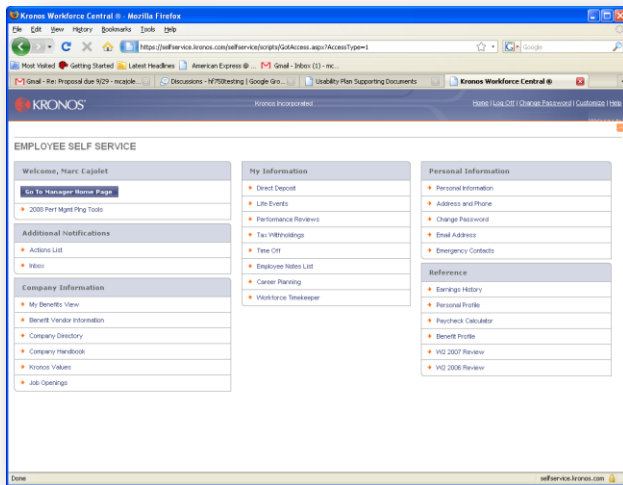 Kronos Workforce Central ® - Mozilla Firefox
File Edit View History Bookmarks Tools Help
https://selfservice.kronos.com/selfservice/scripts/GotAccess.aspx?AccessType=1
Google
Most Visited Getting Started Latest Headlines American Express ® ... Gmail - Inbox (1) - mc...
Gmail - Re: Proposal due 9/29 - mcajole... Discussions - hf750testing | Google Gro... Usability Plan Supporting Documents Kronos Workforce Central ®
KRONOS Kronos Incorporated Home | Log Off | Change Password | Customize | Help
EMPLOYEE SELF SERVICE
Welcome, Marc Cajolet
Go To Manager Home Page
2008 Perf Mgmt Plng Tools
Additional Notifications
Actions List
Inbox
Company Information
My Benefits View
Benefit Vendor Information
Company Directory
Company Handbook
Kronos Values
Job Openings
My Information
Direct Deposit
Life Events
Performance Reviews
Tax Withholdings
Time Off
Employee Notes List
Career Planning
Workforce Timekeeper
Personal Information
Personal Information
Address and Phone
Change Password
Email Address
Emergency Contacts
Reference
Earnings History
Personal Profile
Paycheck Calculator
Benefit Profile
W2 2007 Review
W2 2006 Review
Done
selfservice.kronos.com